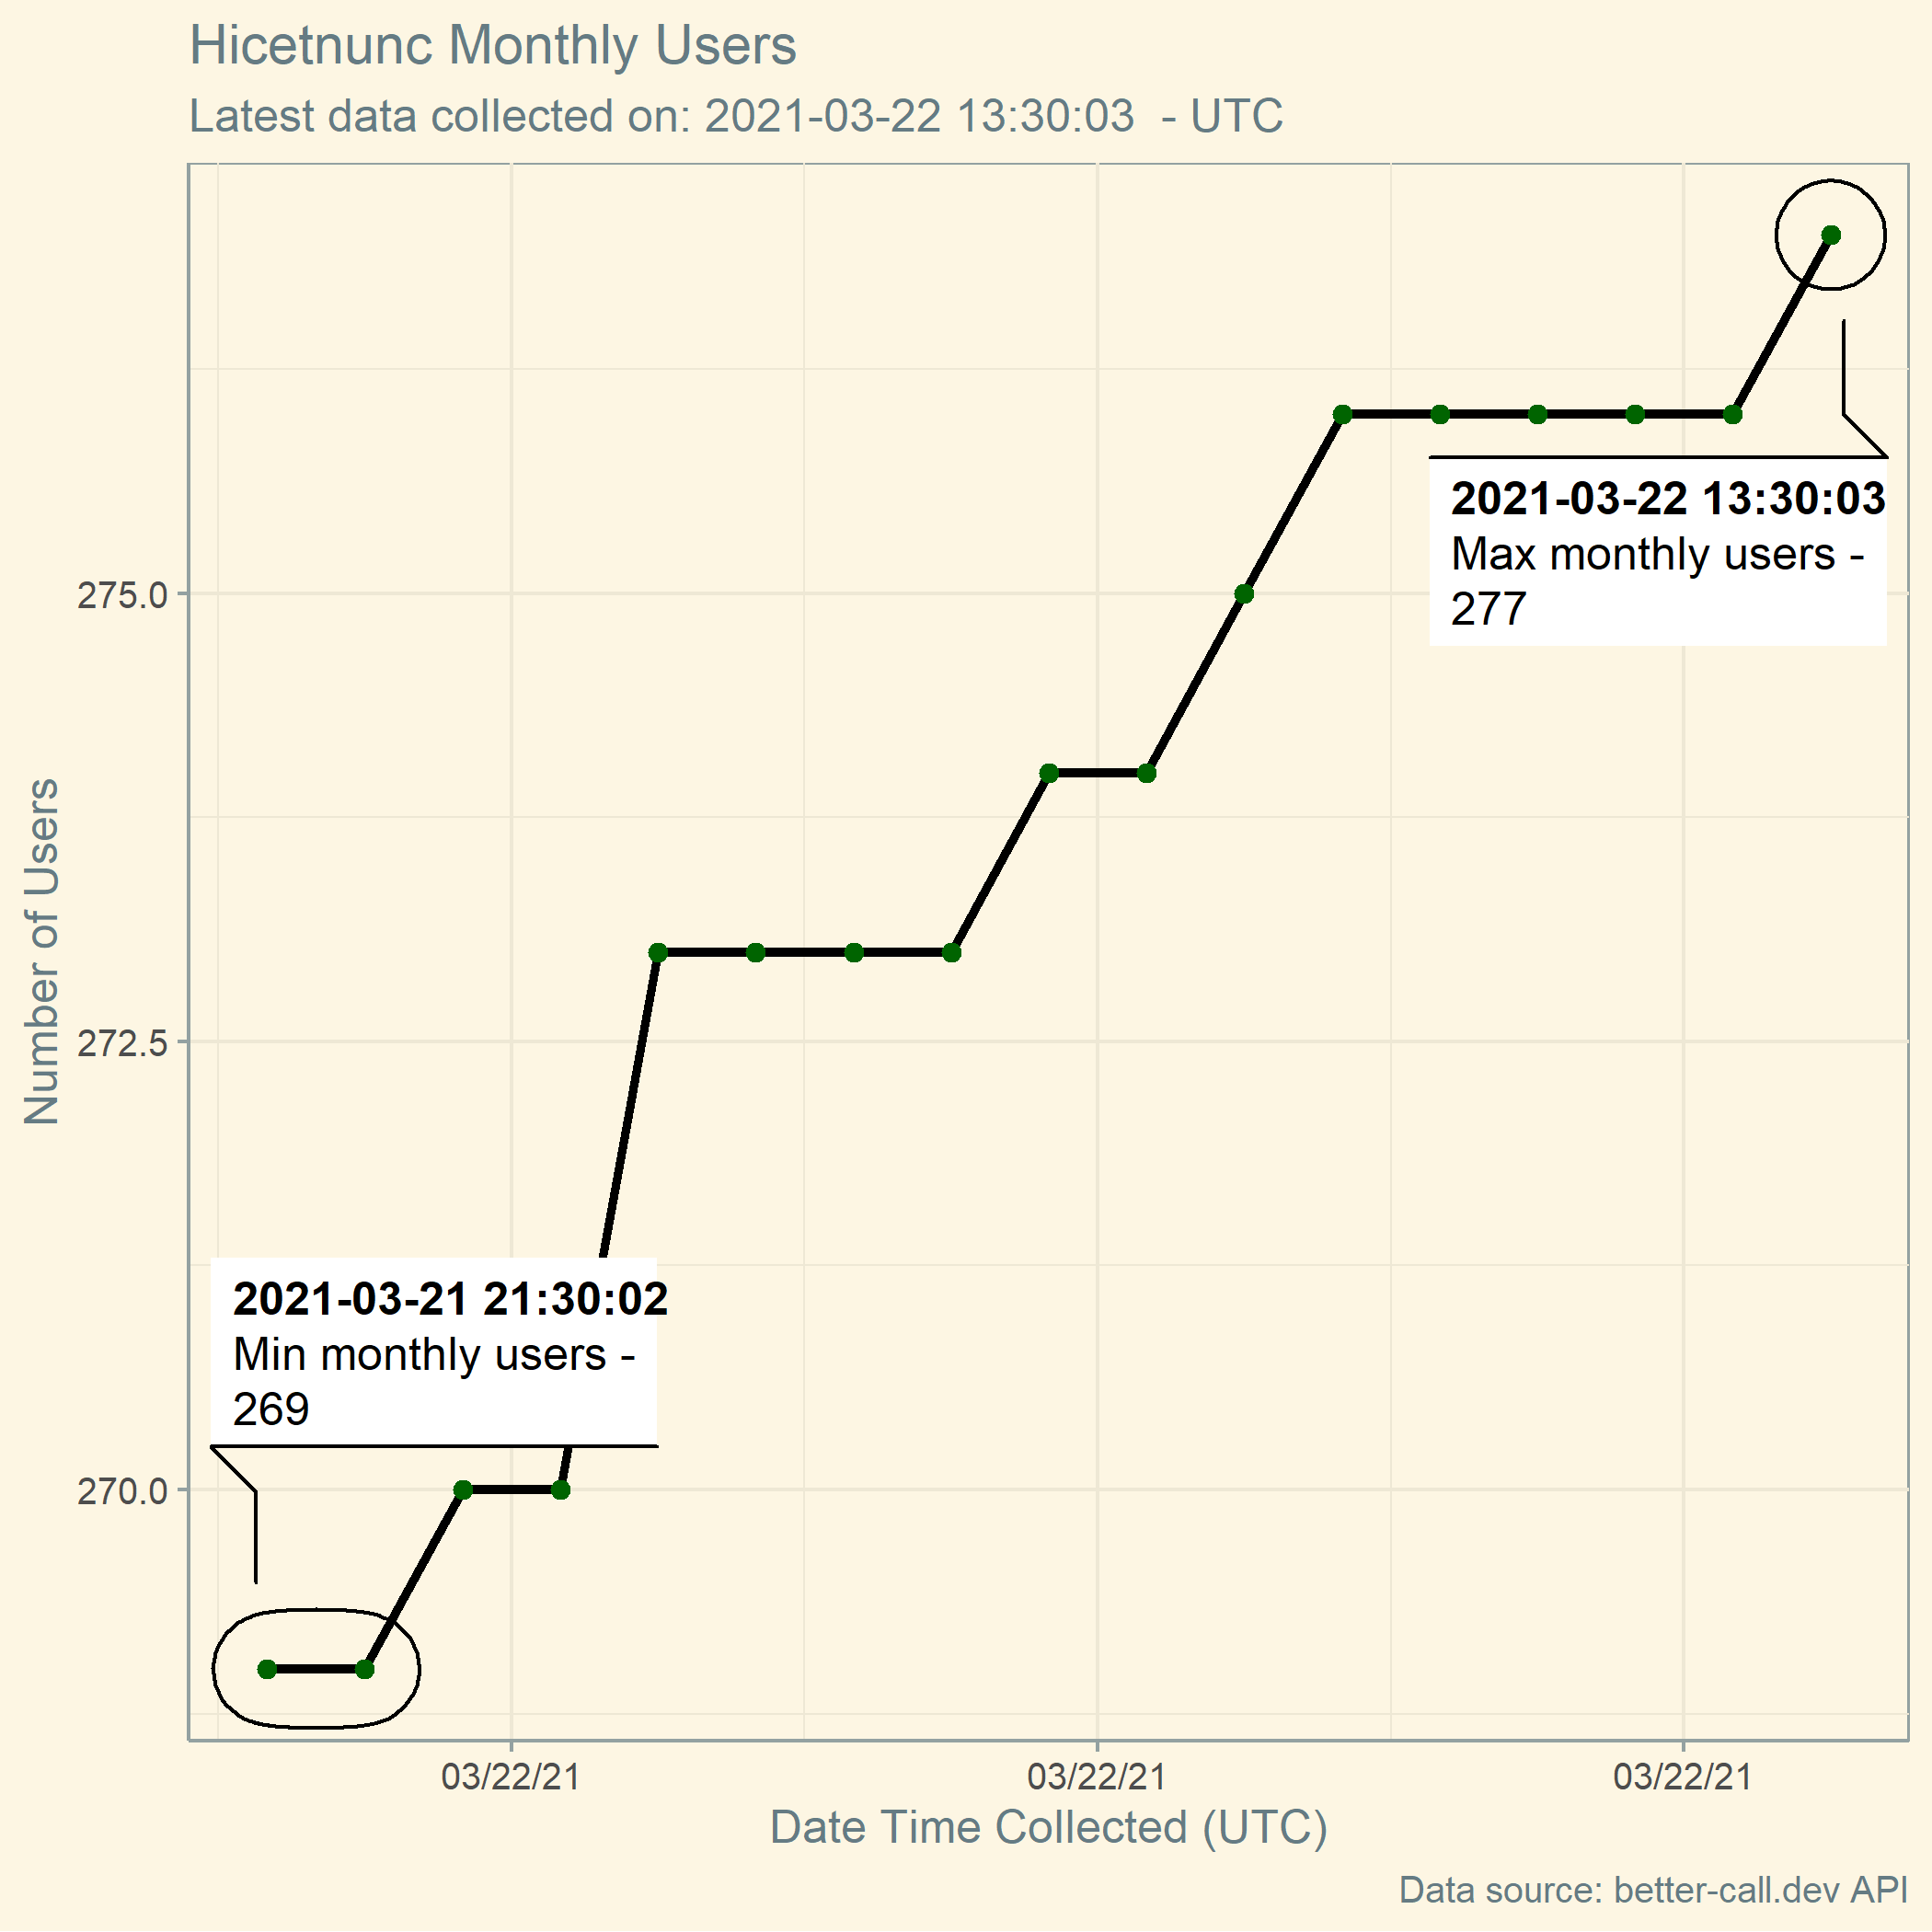 Hicetnunc Monthly Users
Latest data collected on: 2021-03-22 13:30:03  - UTC
2021-03-22 13:30:03
Max monthly users -
277
275.0
272.5
270.0
Number of Users
2021-03-21 21:30:02
Min monthly users -
269
03/22/21
03/22/21
03/22/21
Date Time Collected (UTC)
Data source: better-call.dev API